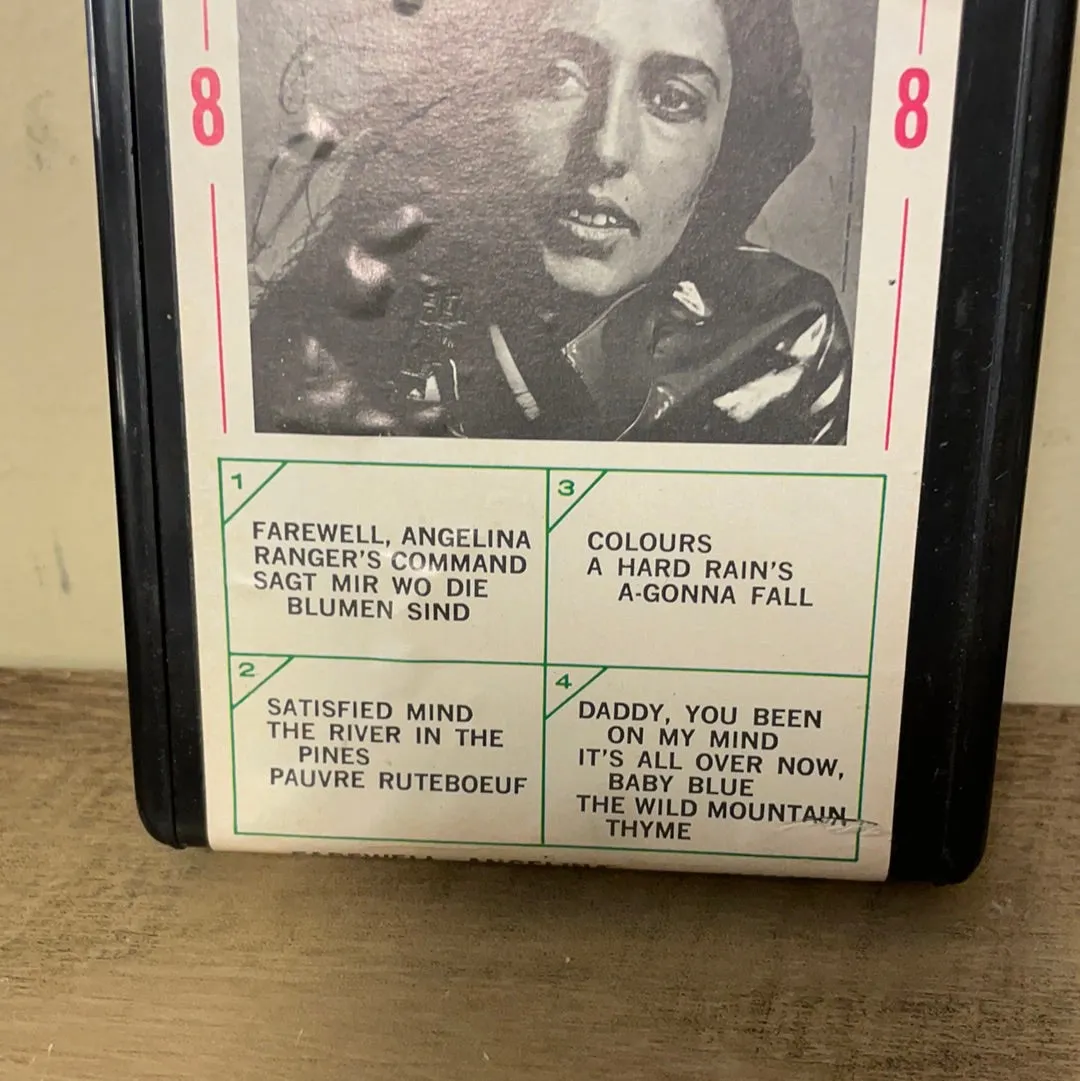 8 8
1
FAREWELL, ANGELINA
RANGER'S COMMAND
SAGT MIR WO DIE
BLUMEN SIND
2
SATISFIED MIND
THE RIVER IN THE
PINES
PAUVRE RUTEBOEUF
3
COLOURS
A HARD RAIN'S
A-GONNA FALL
4
DADDY, YOU BEEN
ON MY MIND
IT'S ALL OVER NOW,
BABY BLUE
THE WILD MOUNTAIN
THYME
FAREWELL, ANGELINA